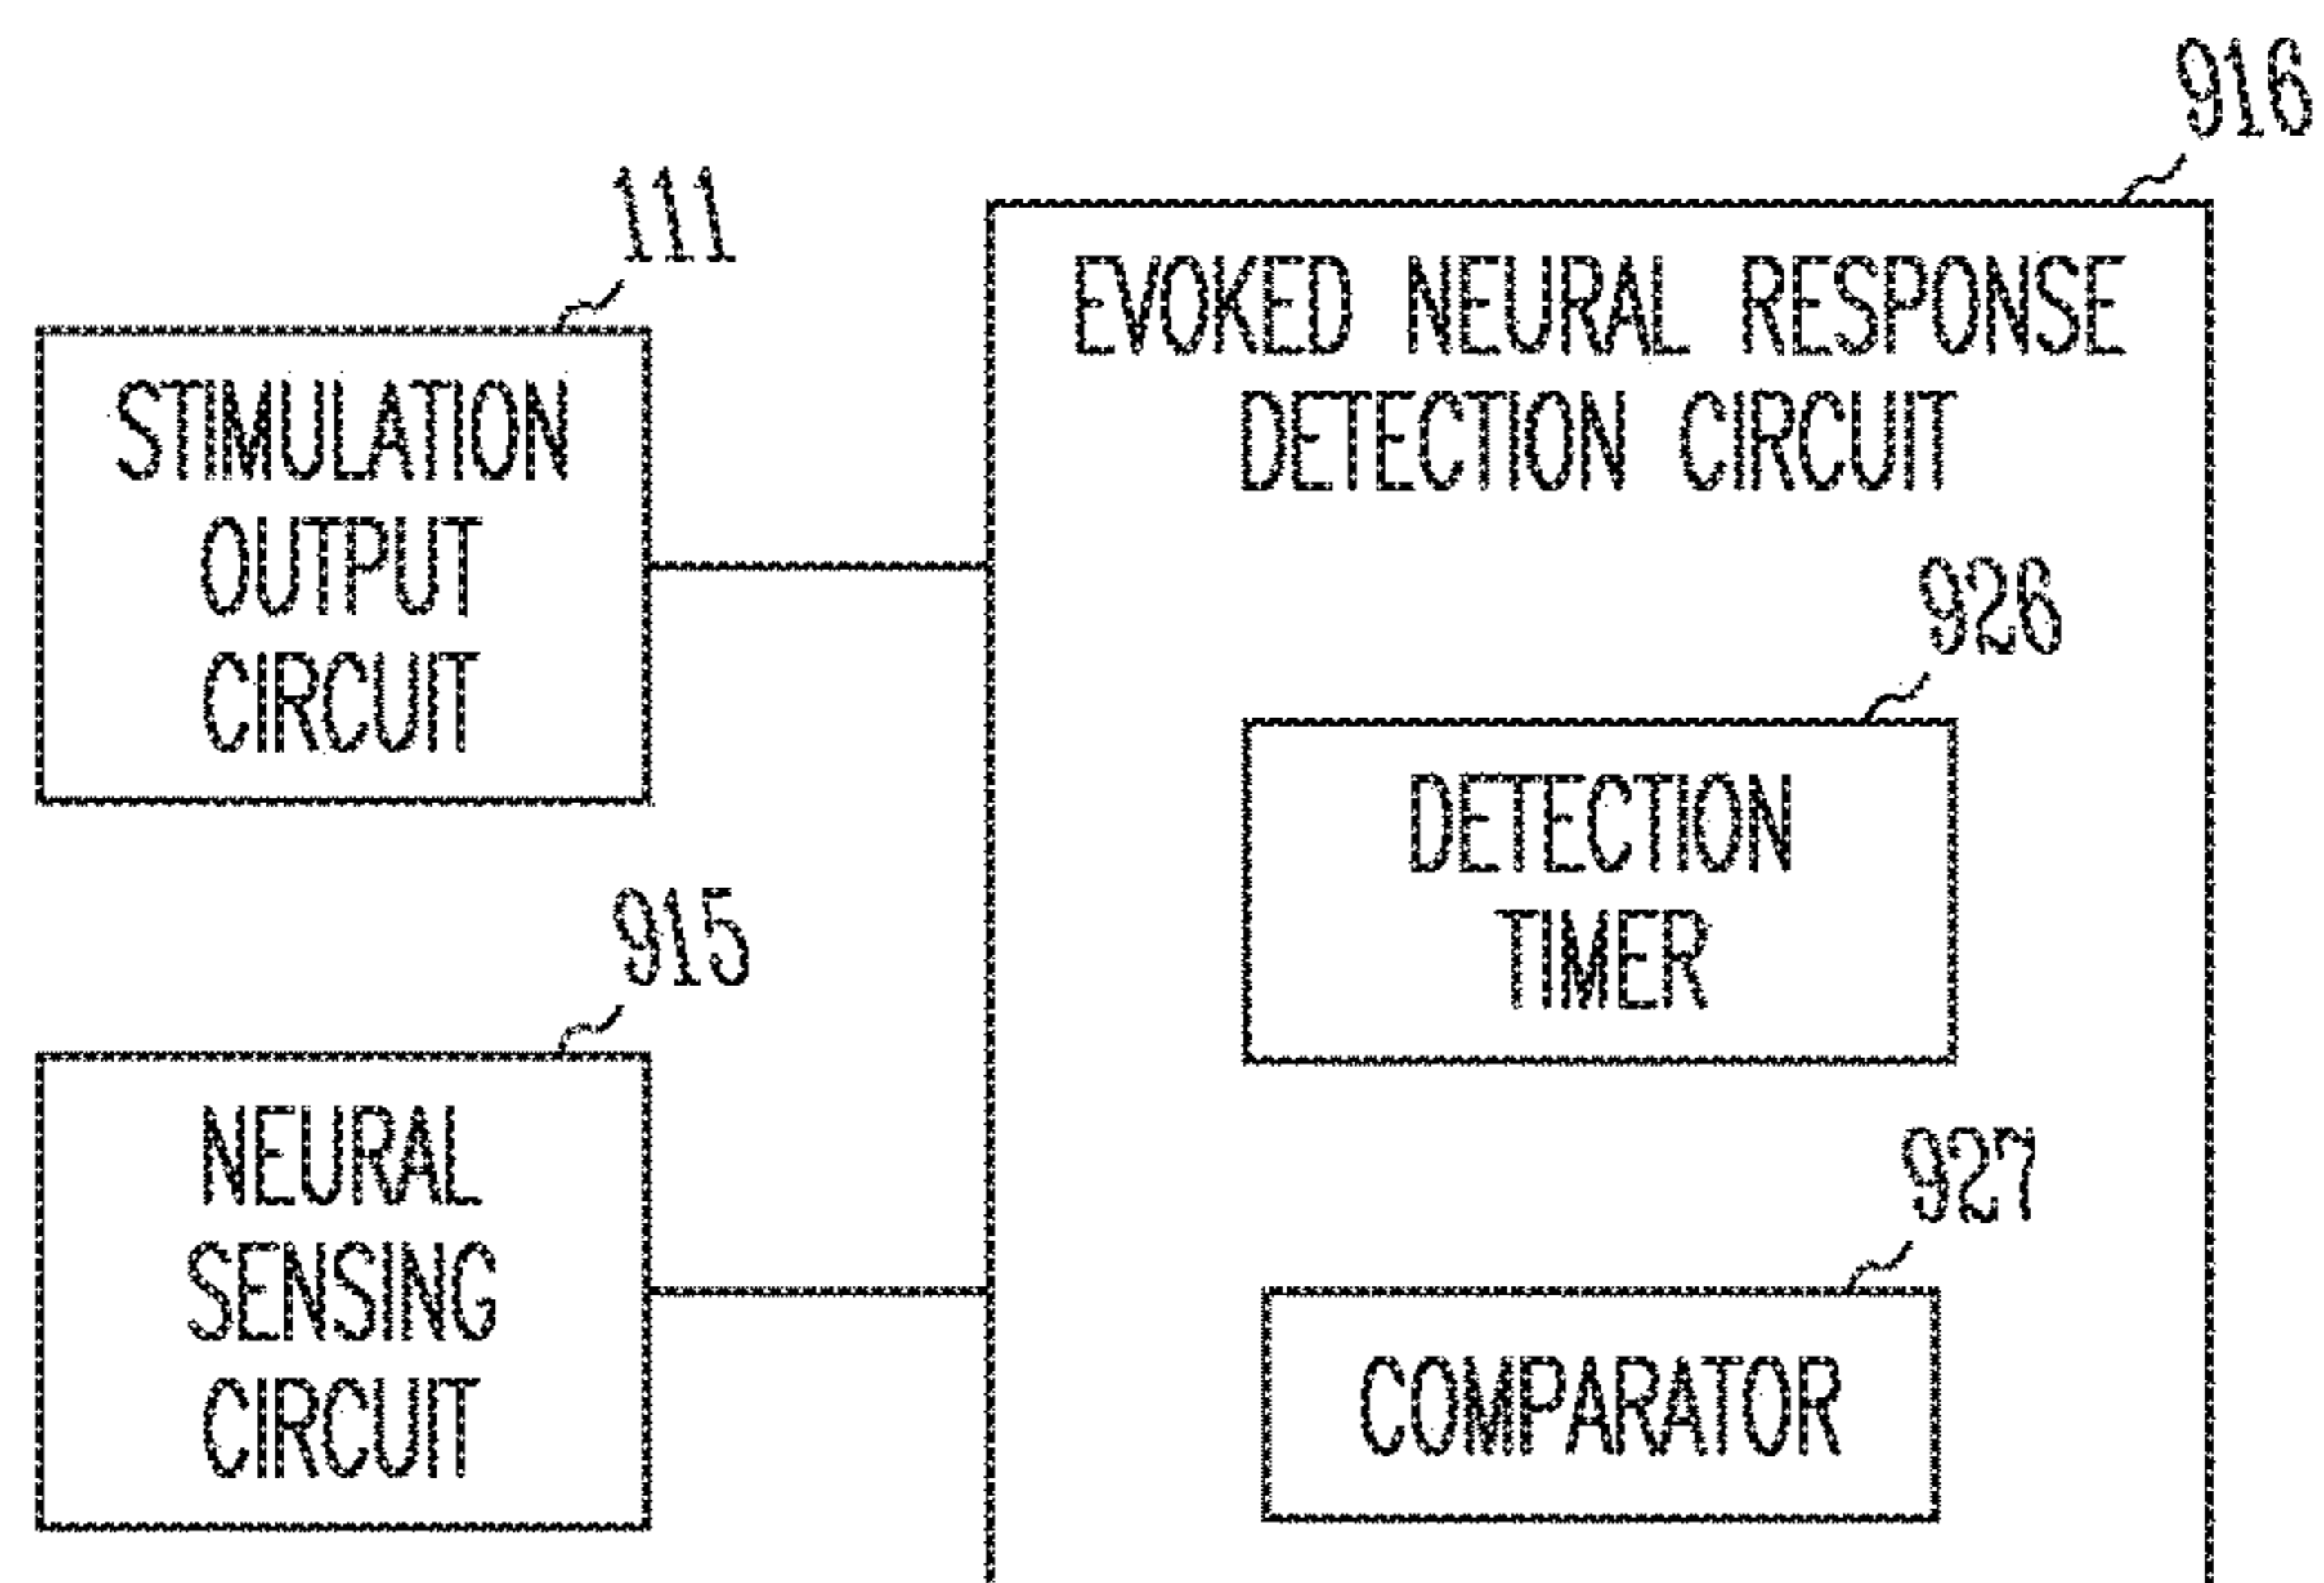 916
111
EVOKED NEURAL RESPONSE
DETECTION CIRCUIT
STIMULATION
OUTPUT
CIRCUIT
926
DETECTION
TIMER
915
NEURAL
SENSING
CIRCUIT
927
COMPARATOR